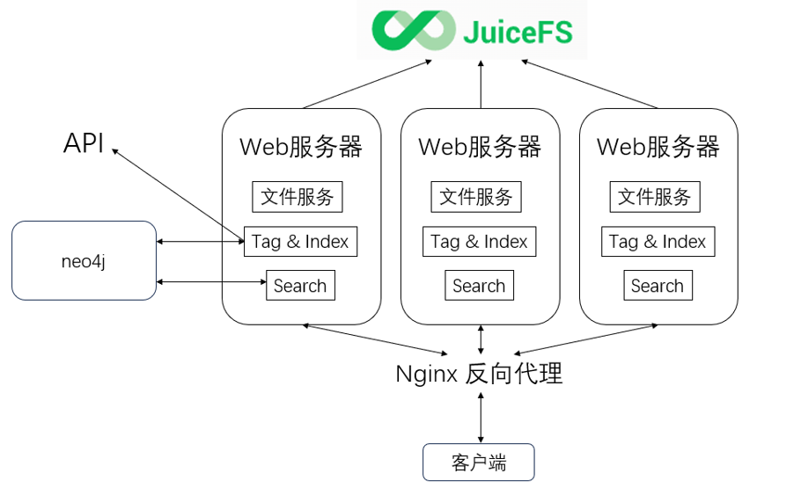 JuiceFS
API
Web服务器
文件服务
Tag & Index
Search
Web服务器
文件服务
Tag & Index
Search
Web服务器
文件服务
Tag & Index
Search
neo4j
Nginx 反向代理
客户端